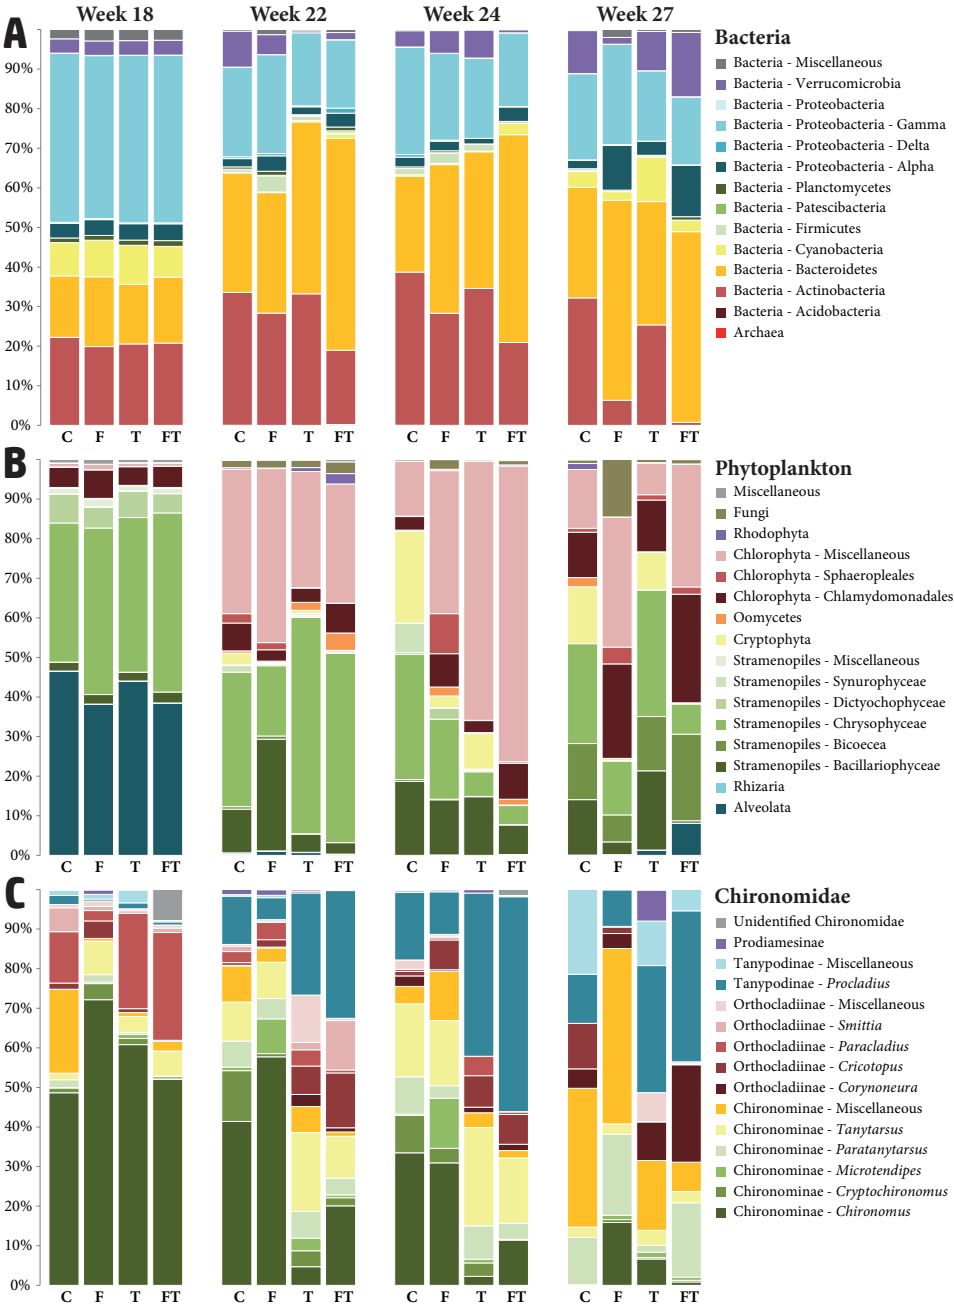 Week 18 Week 22 Week 24 Week 27
A
Bacteria
Bacteria - Miscellaneous
Bacteria - Verrucomicrobia
Bacteria - Proteobacteria
Bacteria - Proteobacteria - Gamma
Bacteria - Proteobacteria - Delta
Bacteria - Proteobacteria - Alpha
Bacteria - Planctomycetes
Bacteria - Patescibacteria
Bacteria - Firmicutes
Bacteria - Cyanobacteria
Bacteria - Bacteroidetes
Bacteria - Actinobacteria
Bacteria - Acidobacteria
Archaea
90%
80%
70%
60%
50%
40%
30%
20%
10%
0%
C F T FT C F T FT C F T FT C F T FT
B
Phytoplankton
Miscellaneous
Fungi
Rhodophyta
Chlorophyta - Miscellaneous
Chlorophyta - Sphaeropleales
Chlorophyta - Chlamydomonadales
Oomycetes
Cryptophyta
Stramenopiles - Miscellaneous
Stramenopiles - Synurophyceae
Stramenopiles - Dictyochophyceae
Stramenopiles - Chrysophyceae
Stramenopiles - Bicoecea
Stramenopiles - Bacillariophyceae
Rhizaria
Alveolata
90%
80%
70%
60%
50%
40%
30%
20%
10%
0%
C F T FT C F T FT C F T FT C F T FT
C
Chironomidae
Unidentified Chironomidae
Prodiamesinae
Tanypodinae - Miscellaneous
Tanypodinae - Procladius
Orthocladiinae - Miscellaneous
Orthocladiinae - Smittia
Orthocladiinae - Paracladius
Orthocladiinae - Cricotopus
Orthocladiinae - Corynoneura
Chironominae - Miscellaneous
Chironominae - Tanytarsus
Chironominae - Paratanytarsus
Chironominae - Microtendipes
Chironominae - Cryptochironomus
Chironominae - Chironomus
90%
80%
70%
60%
50%
40%
30%
20%
10%
0%
C F T FT C F T FT C F T FT C F T FT